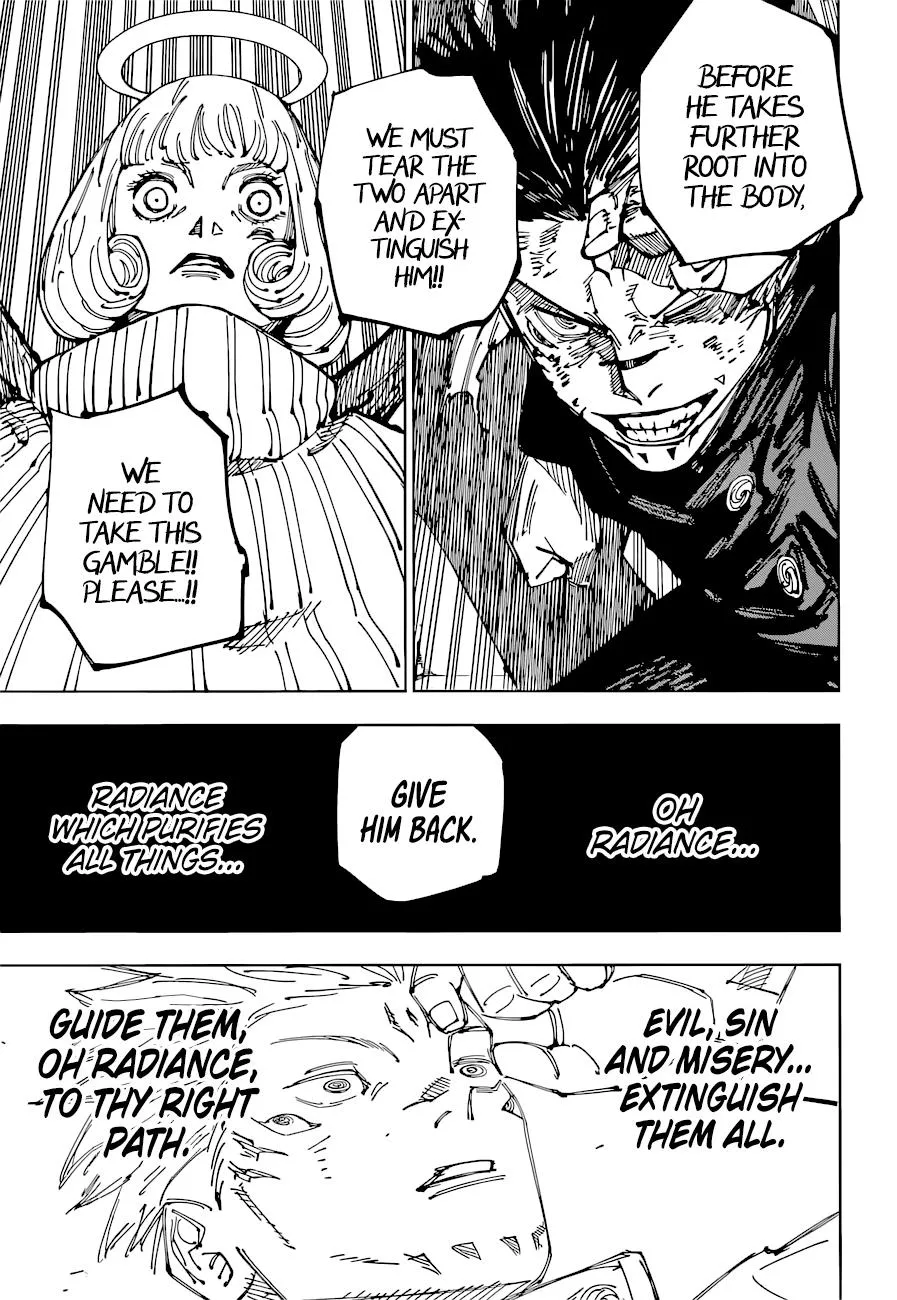 BEFORE
HE TAKES
FURTHER
ROOT INTO
THE BODY,
WE MUST
TEAR THE
TWO APART
AND EX-
TINGUISH
HIM!!
WE
NEED TO
TAKE THIS
GAMBLE!!
PLEASE...!!
OH
RADIANCE...
GIVE
HIM BACK.
RADIANCE
WHICH PURIFIES
ALL THINGS...
EVIL, SIN
AND MISERY...
EXTINGUISH
THEM ALL.
GUIDE THEM,
OH RADIANCE,
TO THY RIGHT
PATH.